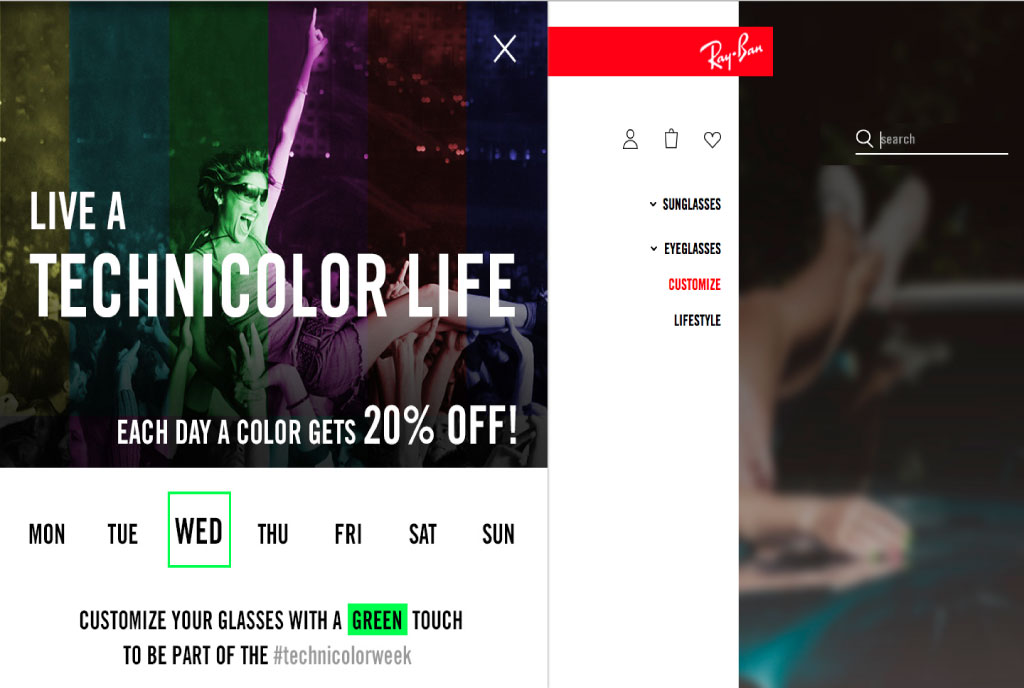 LIVE A
TECHNICOLOR LIFE
EACH DAY A COLOR GETS 20% OFF!
MON TUE WED THU FRI SAT SUN
CUSTOMIZE YOUR GLASSES WITH A GREEN TOUCH
TO BE PART OF THE #technicolorweek
Ray-Ban
SUNGLASSES
EYEGLASSES
CUSTOMIZE
LIFESTYLE
search